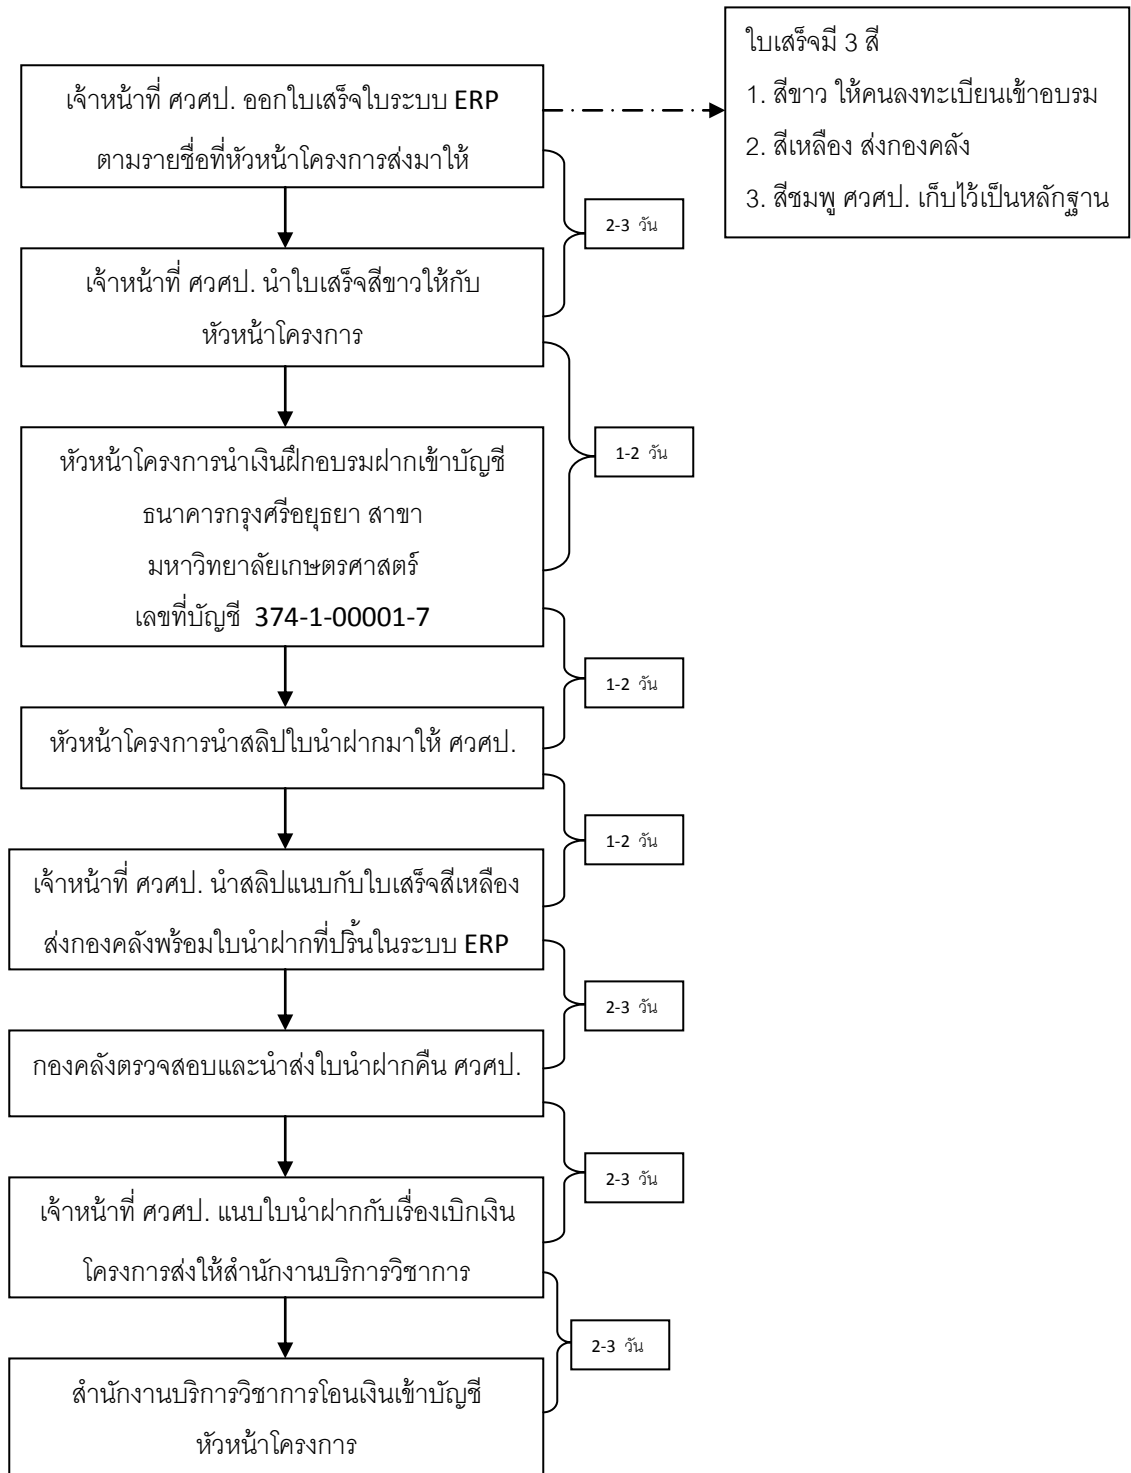 ใบเสร็จมี 3 สี
1. สีขาว ให้คนลงทะเบียนเข้าอบรม
2. สีเหลือง ส่งกองคลัง
3. สีชมพู ศวศป. เก็บไว้เป็นหลักฐาน
เจ้าหน้าที่ ศวศป. ออกใบเสร็จใบระบบ ERP
ตามรายชื่อที่หัวหน้าโครงการส่งมาให้
2-3 วัน
เจ้าหน้าที่ ศวศป. นำใบเสร็จสีขาวให้กับ
หัวหน้าโครงการ
1-2 วัน
หัวหน้าโครงการนำเงินฝึกอบรมฝากเข้าบัญชี
ธนาคารกรุงศรีอยุธยา สาขา
มหาวิทยาลัยเกษตรศาสตร์
เลขที่บัญชี 374-1-00001-7
1-2 วัน
หัวหน้าโครงการนำสลิปใบนำฝากมาให้ ศวศป.
1-2 วัน
เจ้าหน้าที่ ศวศป. นำสลิปแนบกับใบเสร็จสีเหลือง
ส่งกองคลังพร้อมใบนำฝากที่ปริ้นในระบบ ERP
2-3 วัน
กองคลังตรวจสอบและนำส่งใบนำฝากคืน ศวศป.
2-3 วัน
เจ้าหน้าที่ ศวศป. แนบใบนำฝากกับเรื่องเบิกเงิน
โครงการส่งให้สำนักงานบริการวิชาการ
2-3 วัน
สำนักงานบริการวิชาการโอนเงินเข้าบัญชี
หัวหน้าโครงการ